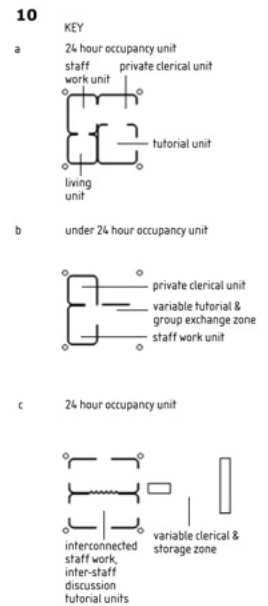 10
KEY
a 24 hour occupancy unit
staff work unit
private clerical unit
tutorial unit
living unit
b under 24 hour occupancy unit
private clerical unit
variable tutorial & group exchange zone
staff work unit
c 24 hour occupancy unit
interconnected staff work, inter-staff discussion tutorial units
variable clerical & storage zone